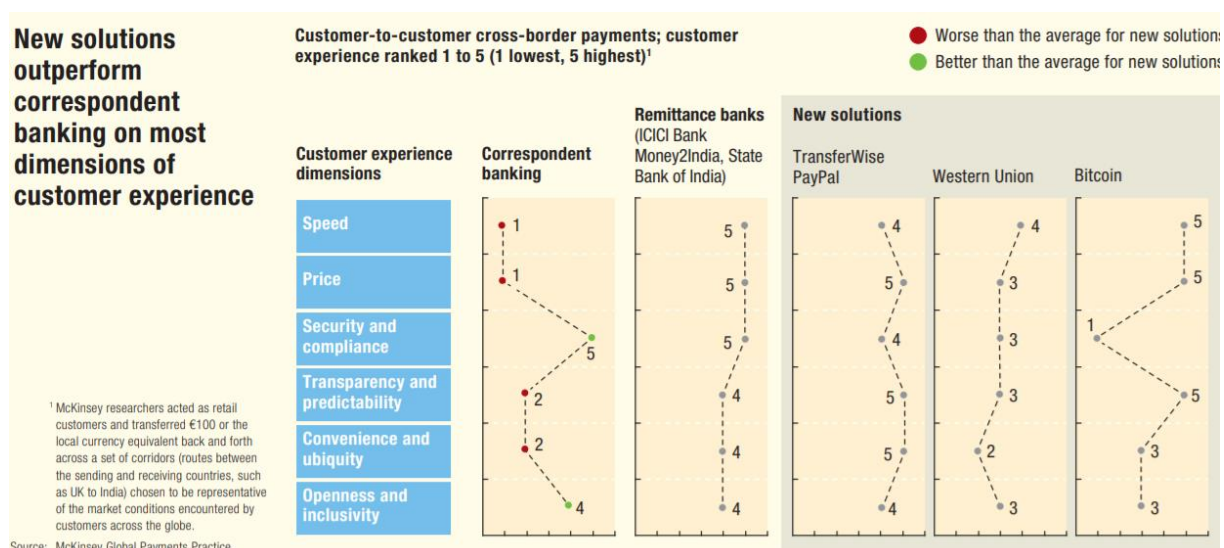 New solutions
outperform
correspondent
banking on most
dimensions of
customer experience
Customer-to-customer cross-border payments; customer
experience ranked 1 to 5 (1 lowest, 5 highest)¹
Worse than the average for new solutions
Better than the average for new solutions
Customer experience
dimensions
Correspondent
banking
Remittance banks
(ICICI Bank
Money2India, State
Bank of India)
New solutions
TransferWise
PayPal
Western Union
Bitcoin
Speed
1
5
4
4
5
Price
1
5
5
3
5
Security and
compliance
5
5
4
3
1
Transparency and
predictability
2
4
5
3
5
Convenience and
ubiquity
2
4
5
2
3
Openness and
inclusivity
4
4
4
3
3
¹ McKinsey researchers acted as retail
customers and transferred €100 or the
local currency equivalent back and forth
across a set of corridors (routes between
the sending and receiving countries, such
as UK to India) chosen to be representative
of the market conditions encountered by
customers across the globe.
Source: McKinsey Global Payments Practice